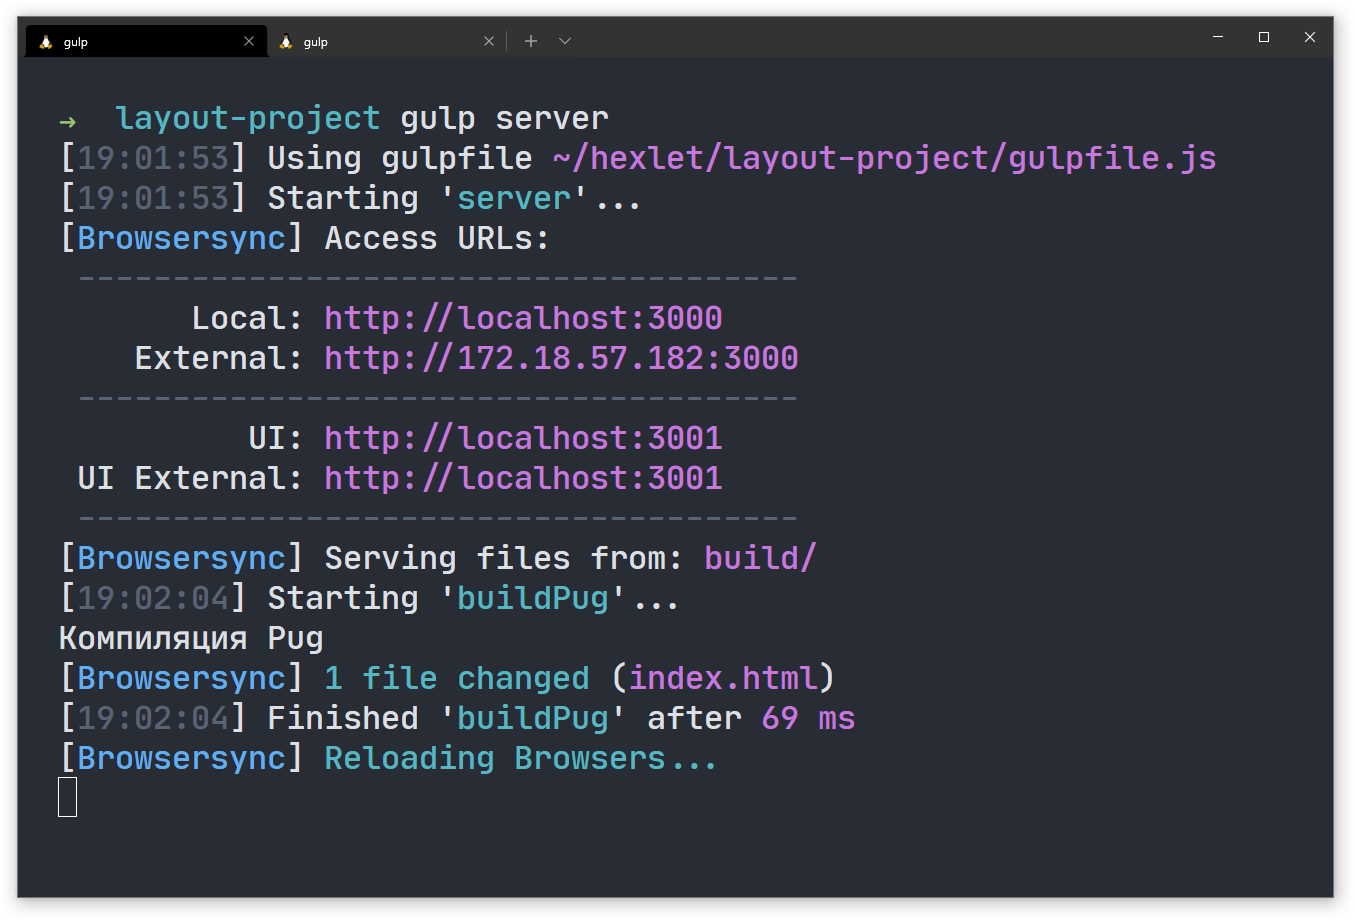 gulp gulp
→ layout-project gulp server
[19:01:53] Using gulpfile ~/hexlet/layout-project/gulpfile.js
[19:01:53] Starting 'server'...
[Browsersync] Access URLs:
--------------------------------------
Local: http://localhost:3000
External: http://172.18.57.182:3000
--------------------------------------
UI: http://localhost:3001
UI External: http://localhost:3001
--------------------------------------
[Browsersync] Serving files from: build/
[19:02:04] Starting 'buildPug'...
Компиляция Pug
[Browsersync] 1 file changed (index.html)
[19:02:04] Finished 'buildPug' after 69 ms
[Browsersync] Reloading Browsers...